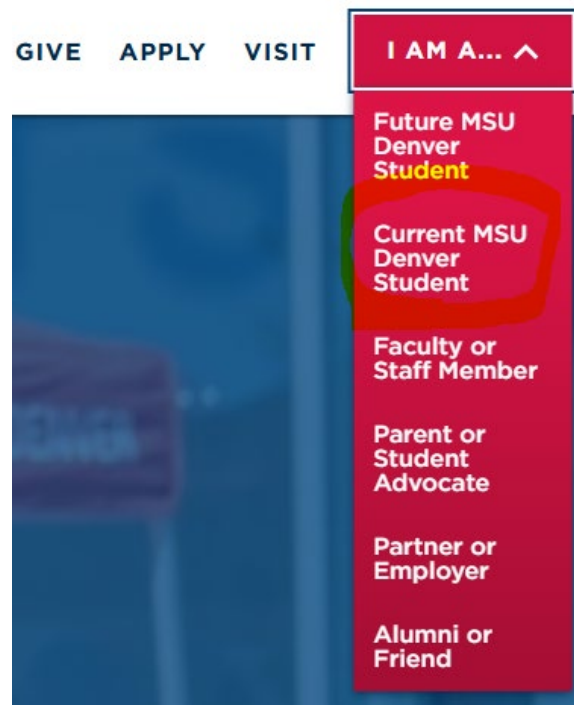 GIVE APPLY VISIT I AM A...
Future MSU
Denver
Student
Current MSU
Denver
Student
Faculty or
Staff Member
Parent or
Student
Advocate
Partner or
Employer
Alumni or
Friend